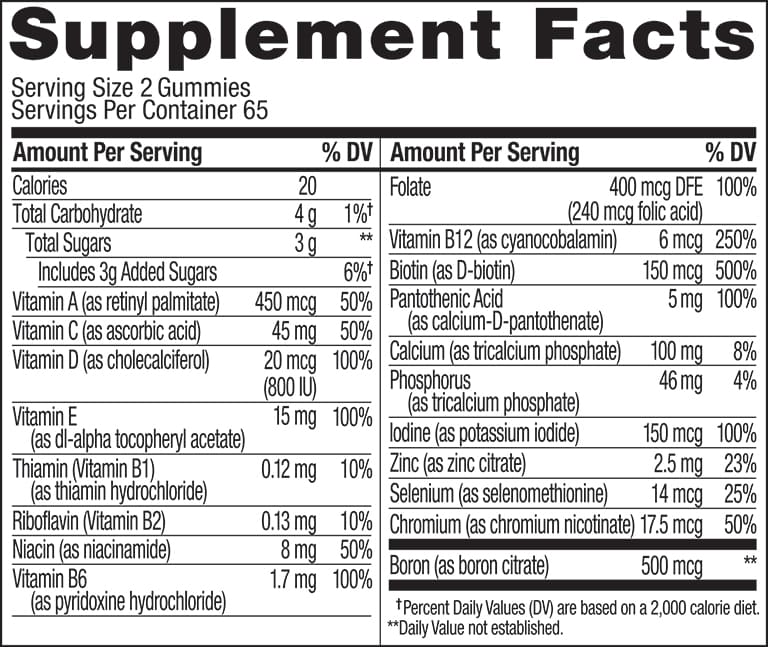 Supplement Facts
Serving Size 2 Gummies
Servings Per Container 65
Amount Per Serving % DV
Calories 20
Total Carbohydrate 4 g 1%†
Total Sugars 3 g **
Includes 3g Added Sugars 6%†
Vitamin A (as retinyl palmitate) 450 mcg 50%
Vitamin C (as ascorbic acid) 45 mg 50%
Vitamin D (as cholecalciferol) 20 mcg 100%
(800 IU)
Vitamin E 15 mg 100%
(as dl-alpha tocopheryl acetate)
Thiamin (Vitamin B1) 0.12 mg 10%
(as thiamin hydrochloride)
Riboflavin (Vitamin B2) 0.13 mg 10%
Niacin (as niacinamide) 8 mg 50%
Vitamin B6 1.7 mg 100%
(as pyridoxine hydrochloride)
Amount Per Serving % DV
Folate 400 mcg DFE 100%
(240 mcg folic acid)
Vitamin B12 (as cyanocobalamin) 6 mcg 250%
Biotin (as D-biotin) 150 mcg 500%
Pantothenic Acid 5 mg 100%
(as calcium-D-pantothenate)
Calcium (as tricalcium phosphate) 100 mg 8%
Phosphorus 46 mg 4%
(as tricalcium phosphate)
Iodine (as potassium iodide) 150 mcg 100%
Zinc (as zinc citrate) 2.5 mg 23%
Selenium (as selenomethionine) 14 mcg 25%
Chromium (as chromium nicotinate) 17.5 mcg 50%
Boron (as boron citrate) 500 mcg **
†Percent Daily Values (DV) are based on a 2,000 calorie diet.
**Daily Value not established.